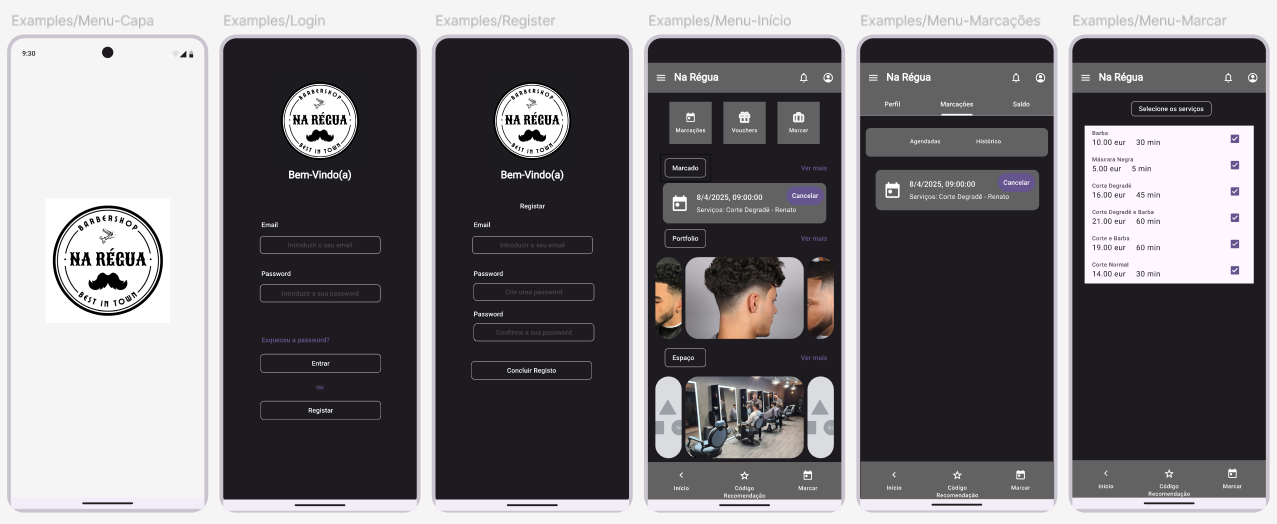 Examples/Menu-Capa
9:30
BARBERSHOP
NA RÉGUA
BEST IN TOWN
Examples/Login
BARBERSHOP
NA RÉGUA
BEST IN TOWN
Bem-Vindo(a)
Email
Introduzir o seu email
Password
Introduzir a sua password
Esqueceu a password?
Entrar
ou
Registar
Examples/Register
BARBERSHOP
NA RÉGUA
BEST IN TOWN
Bem-Vindo(a)
Registar
Email
Introduzir o seu email
Password
Crie uma password
Password
Confirme a sua password
Concluir Registo
Examples/Menu-Início
Na Régua
Marcações
Vouchers
Marcar
Marcado
Ver mais
8/4/2025, 09:00:00
Cancelar
Serviços: Corte Degradê - Renato
Portfolio
Ver mais
Espaço
Ver mais
Início
Código
Recomendação
Marcar
Examples/Menu-Marcações
Na Régua
Perfil
Marcações
Saldo
Agendadas
Histórico
8/4/2025, 09:00:00
Cancelar
Serviços: Corte Degradê - Renato
Início
Código
Recomendação
Marcar
Examples/Menu-Marcar
Na Régua
Selecione os serviços
Barba
10.00 eur 30 min
Máscara Negra
5.00 eur 5 min
Corte Degradê
16.00 eur 45 min
Corte Degradê e Barba
21.00 eur 60 min
Corte e Barba
19.00 eur 60 min
Corte Normal
14.00 eur 30 min
Início
Código
Recomendação
Marcar